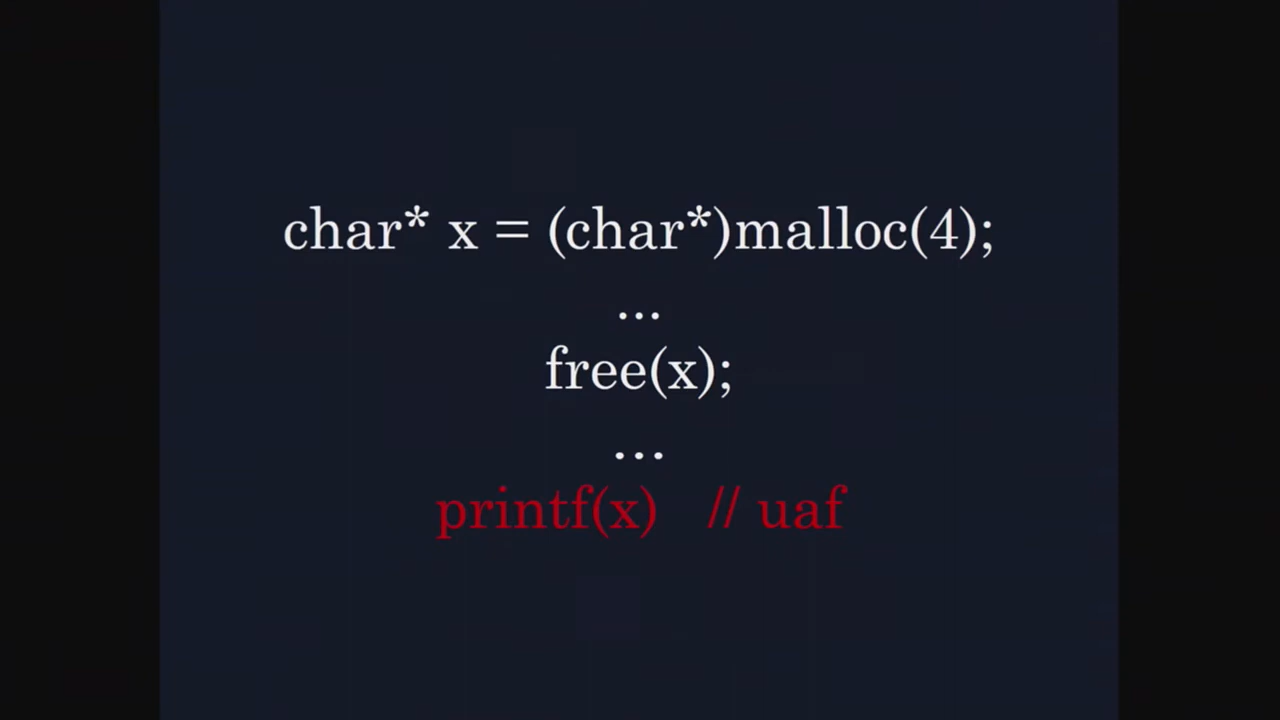 char* x = (char*)malloc(4);
...
free(x);
...
printf(x) // uaf